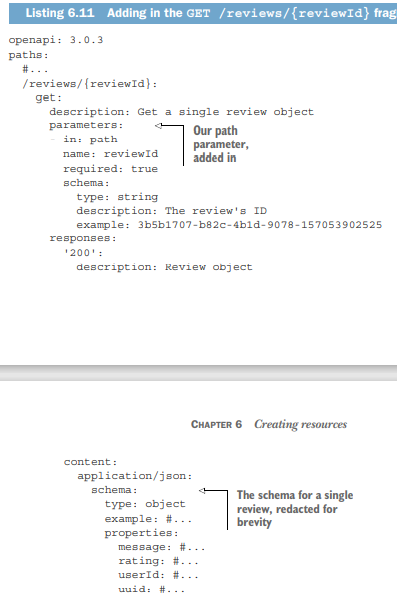 Listing 6.11 Adding in the GET /reviews/{reviewId} frag
openapi: 3.0.3
paths:
#...
/reviews/{reviewId}:
get:
description: Get a single review object
parameters:
- in: path
name: reviewId
required: true
schema:
type: string
description: The review's ID
example: 3b5b1707-b82c-4b1d-9078-157053902525
responses:
'200':
description: Review object
Our path
parameter,
added in
CHAPTER 6 Creating resources
content:
application/json:
schema:
type: object
example: #...
properties:
message: #...
rating: #...
userId: #...
uuid: #...
The schema for a single
review, redacted for
brevity